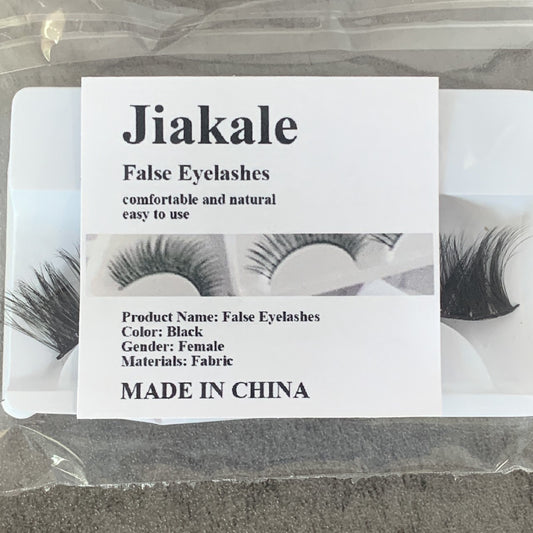 Jiakale
False Eyelashes
comfortable and natural
easy to use
Product Name: False Eyelashes
Color: Black
Gender: Female
Materials: Fabric
MADE IN CHINA